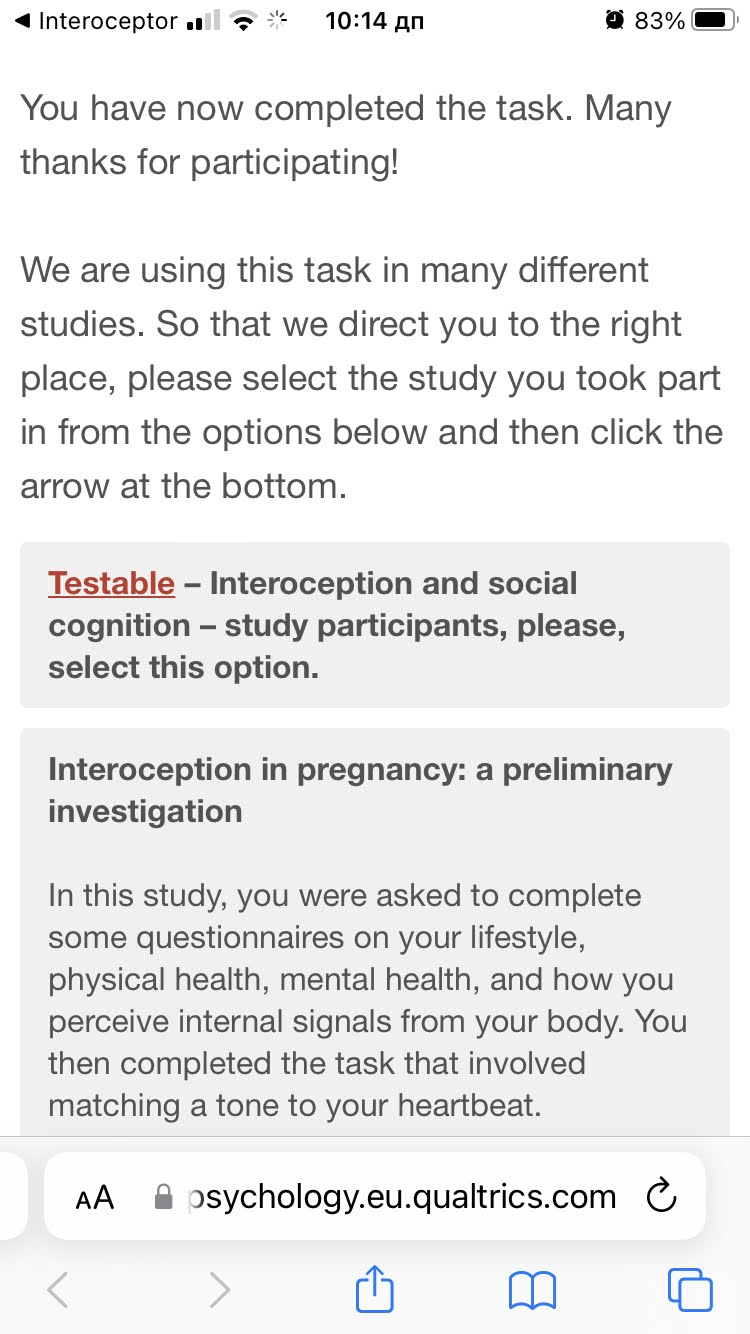 ◀ Interoceptor 10:14 дп 83%
You have now completed the task. Many
thanks for participating!
We are using this task in many different
studies. So that we direct you to the right
place, please select the study you took part
in from the options below and then click the
arrow at the bottom.
Testable – Interoception and social
cognition – study participants, please,
select this option.
Interoception in pregnancy: a preliminary
investigation
In this study, you were asked to complete
some questionnaires on your lifestyle,
physical health, mental health, and how you
perceive internal signals from your body. You
then completed the task that involved
matching a tone to your heartbeat.
AA psychology.eu.qualtrics.com